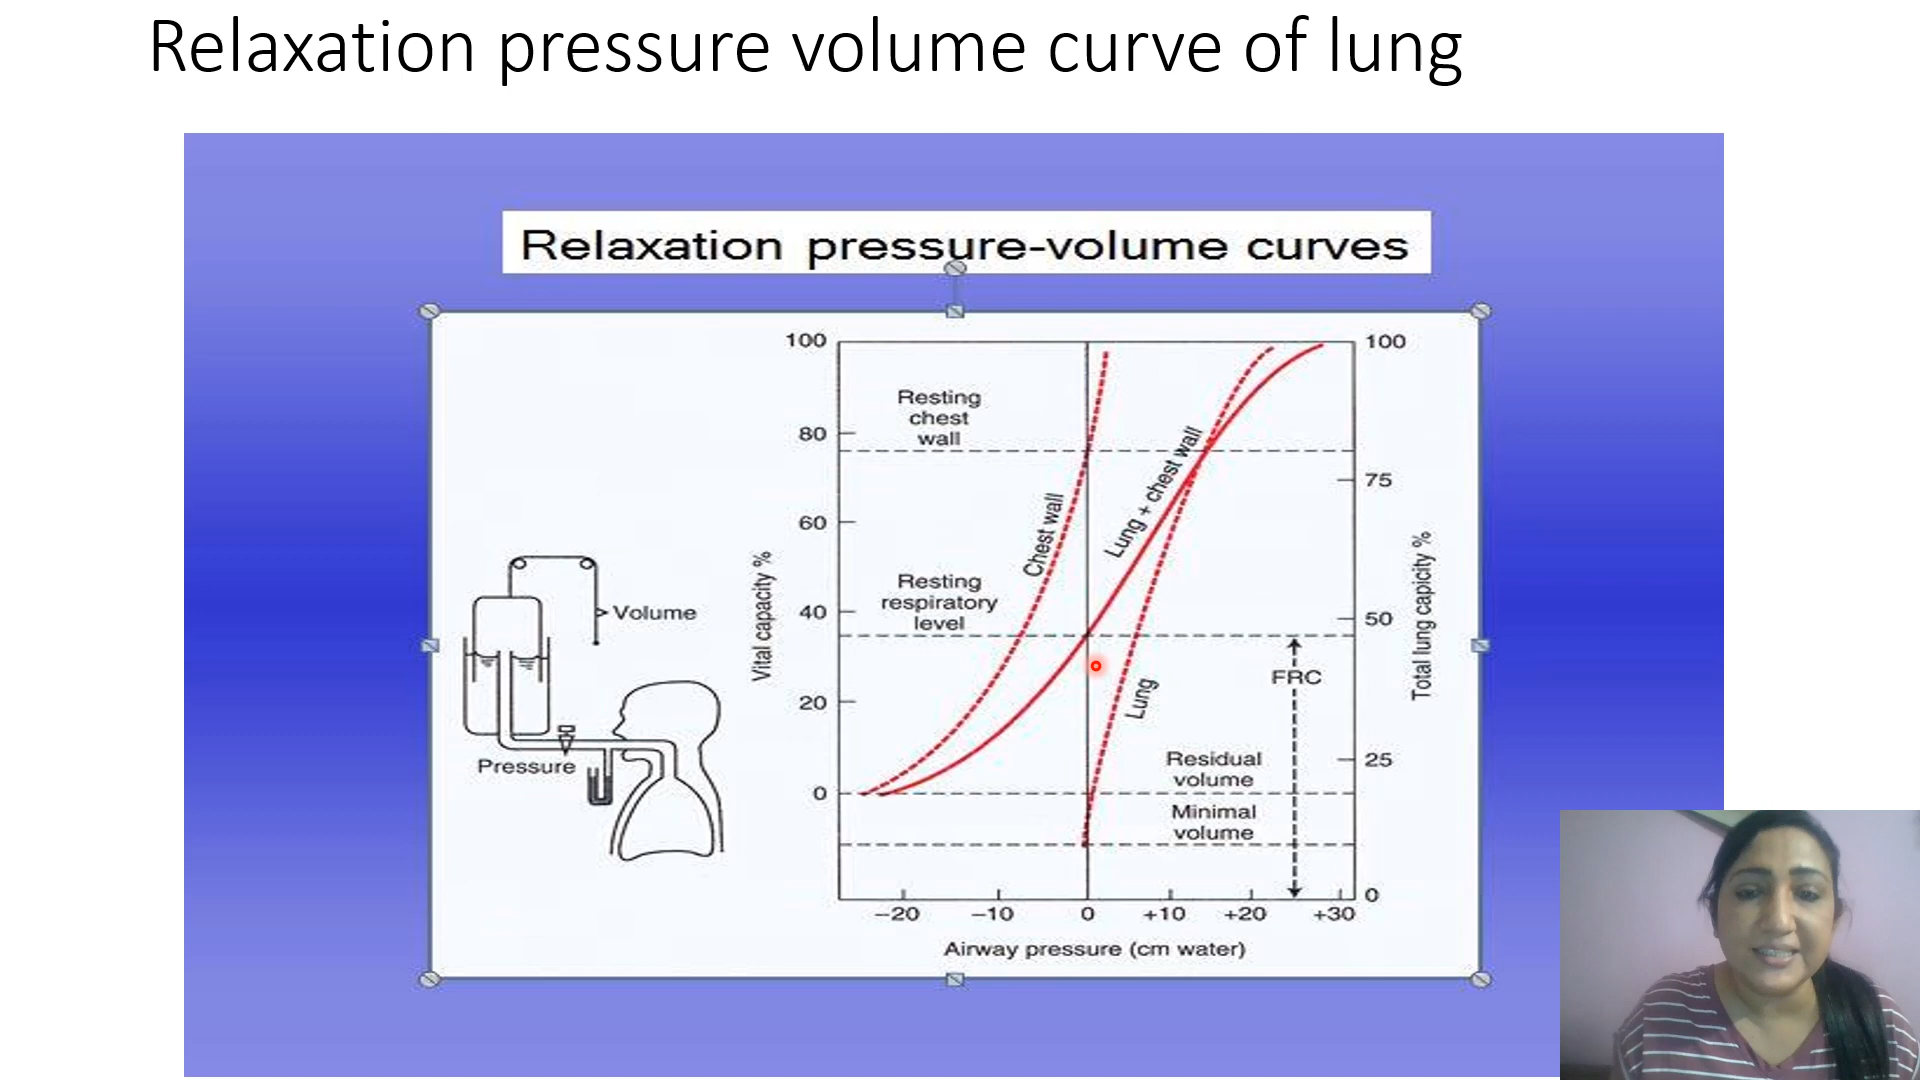 Relaxation pressure volume curve of lung
Relaxation pressure-volume curves
100
80
60
40
20
0
Vital capacity %
Resting
chest
wall
Resting
respiratory
level
Chest wall
Lung + chest wall
Lung
FRC
Residual
volume
Minimal
volume
100
75
50
25
0
Total lung capicity %
−20
−10
0
+10
+20
+30
Airway pressure (cm water)
Volume
Pressure